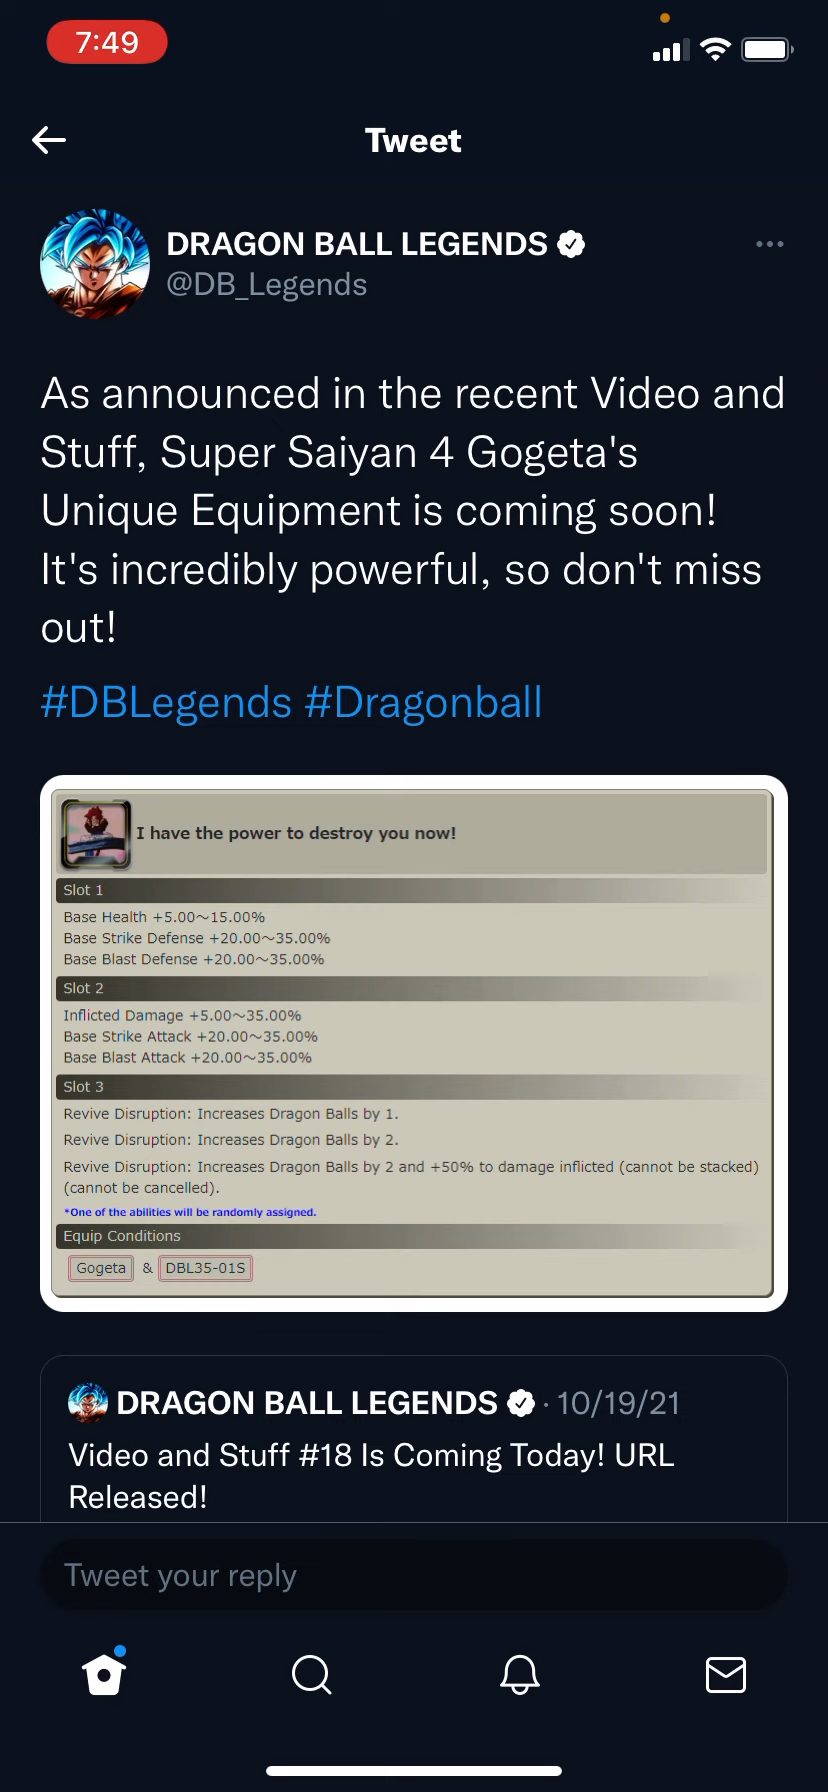 7:49
Tweet
DRAGON BALL LEGENDS
@DB_Legends
As announced in the recent Video and
Stuff, Super Saiyan 4 Gogeta's
Unique Equipment is coming soon!
It's incredibly powerful, so don't miss
out!
#DBLegends #Dragonball
I have the power to destroy you now!
Slot 1
Base Health +5.00～15.00%
Base Strike Defense +20.00～35.00%
Base Blast Defense +20.00～35.00%
Slot 2
Inflicted Damage +5.00～35.00%
Base Strike Attack +20.00～35.00%
Base Blast Attack +20.00～35.00%
Slot 3
Revive Disruption: Increases Dragon Balls by 1.
Revive Disruption: Increases Dragon Balls by 2.
Revive Disruption: Increases Dragon Balls by 2 and +50% to damage inflicted (cannot be stacked)
(cannot be cancelled).
*One of the abilities will be randomly assigned.
Equip Conditions
Gogeta & DBL35-01S
DRAGON BALL LEGENDS · 10/19/21
Video and Stuff #18 Is Coming Today! URL
Released!
Tweet your reply